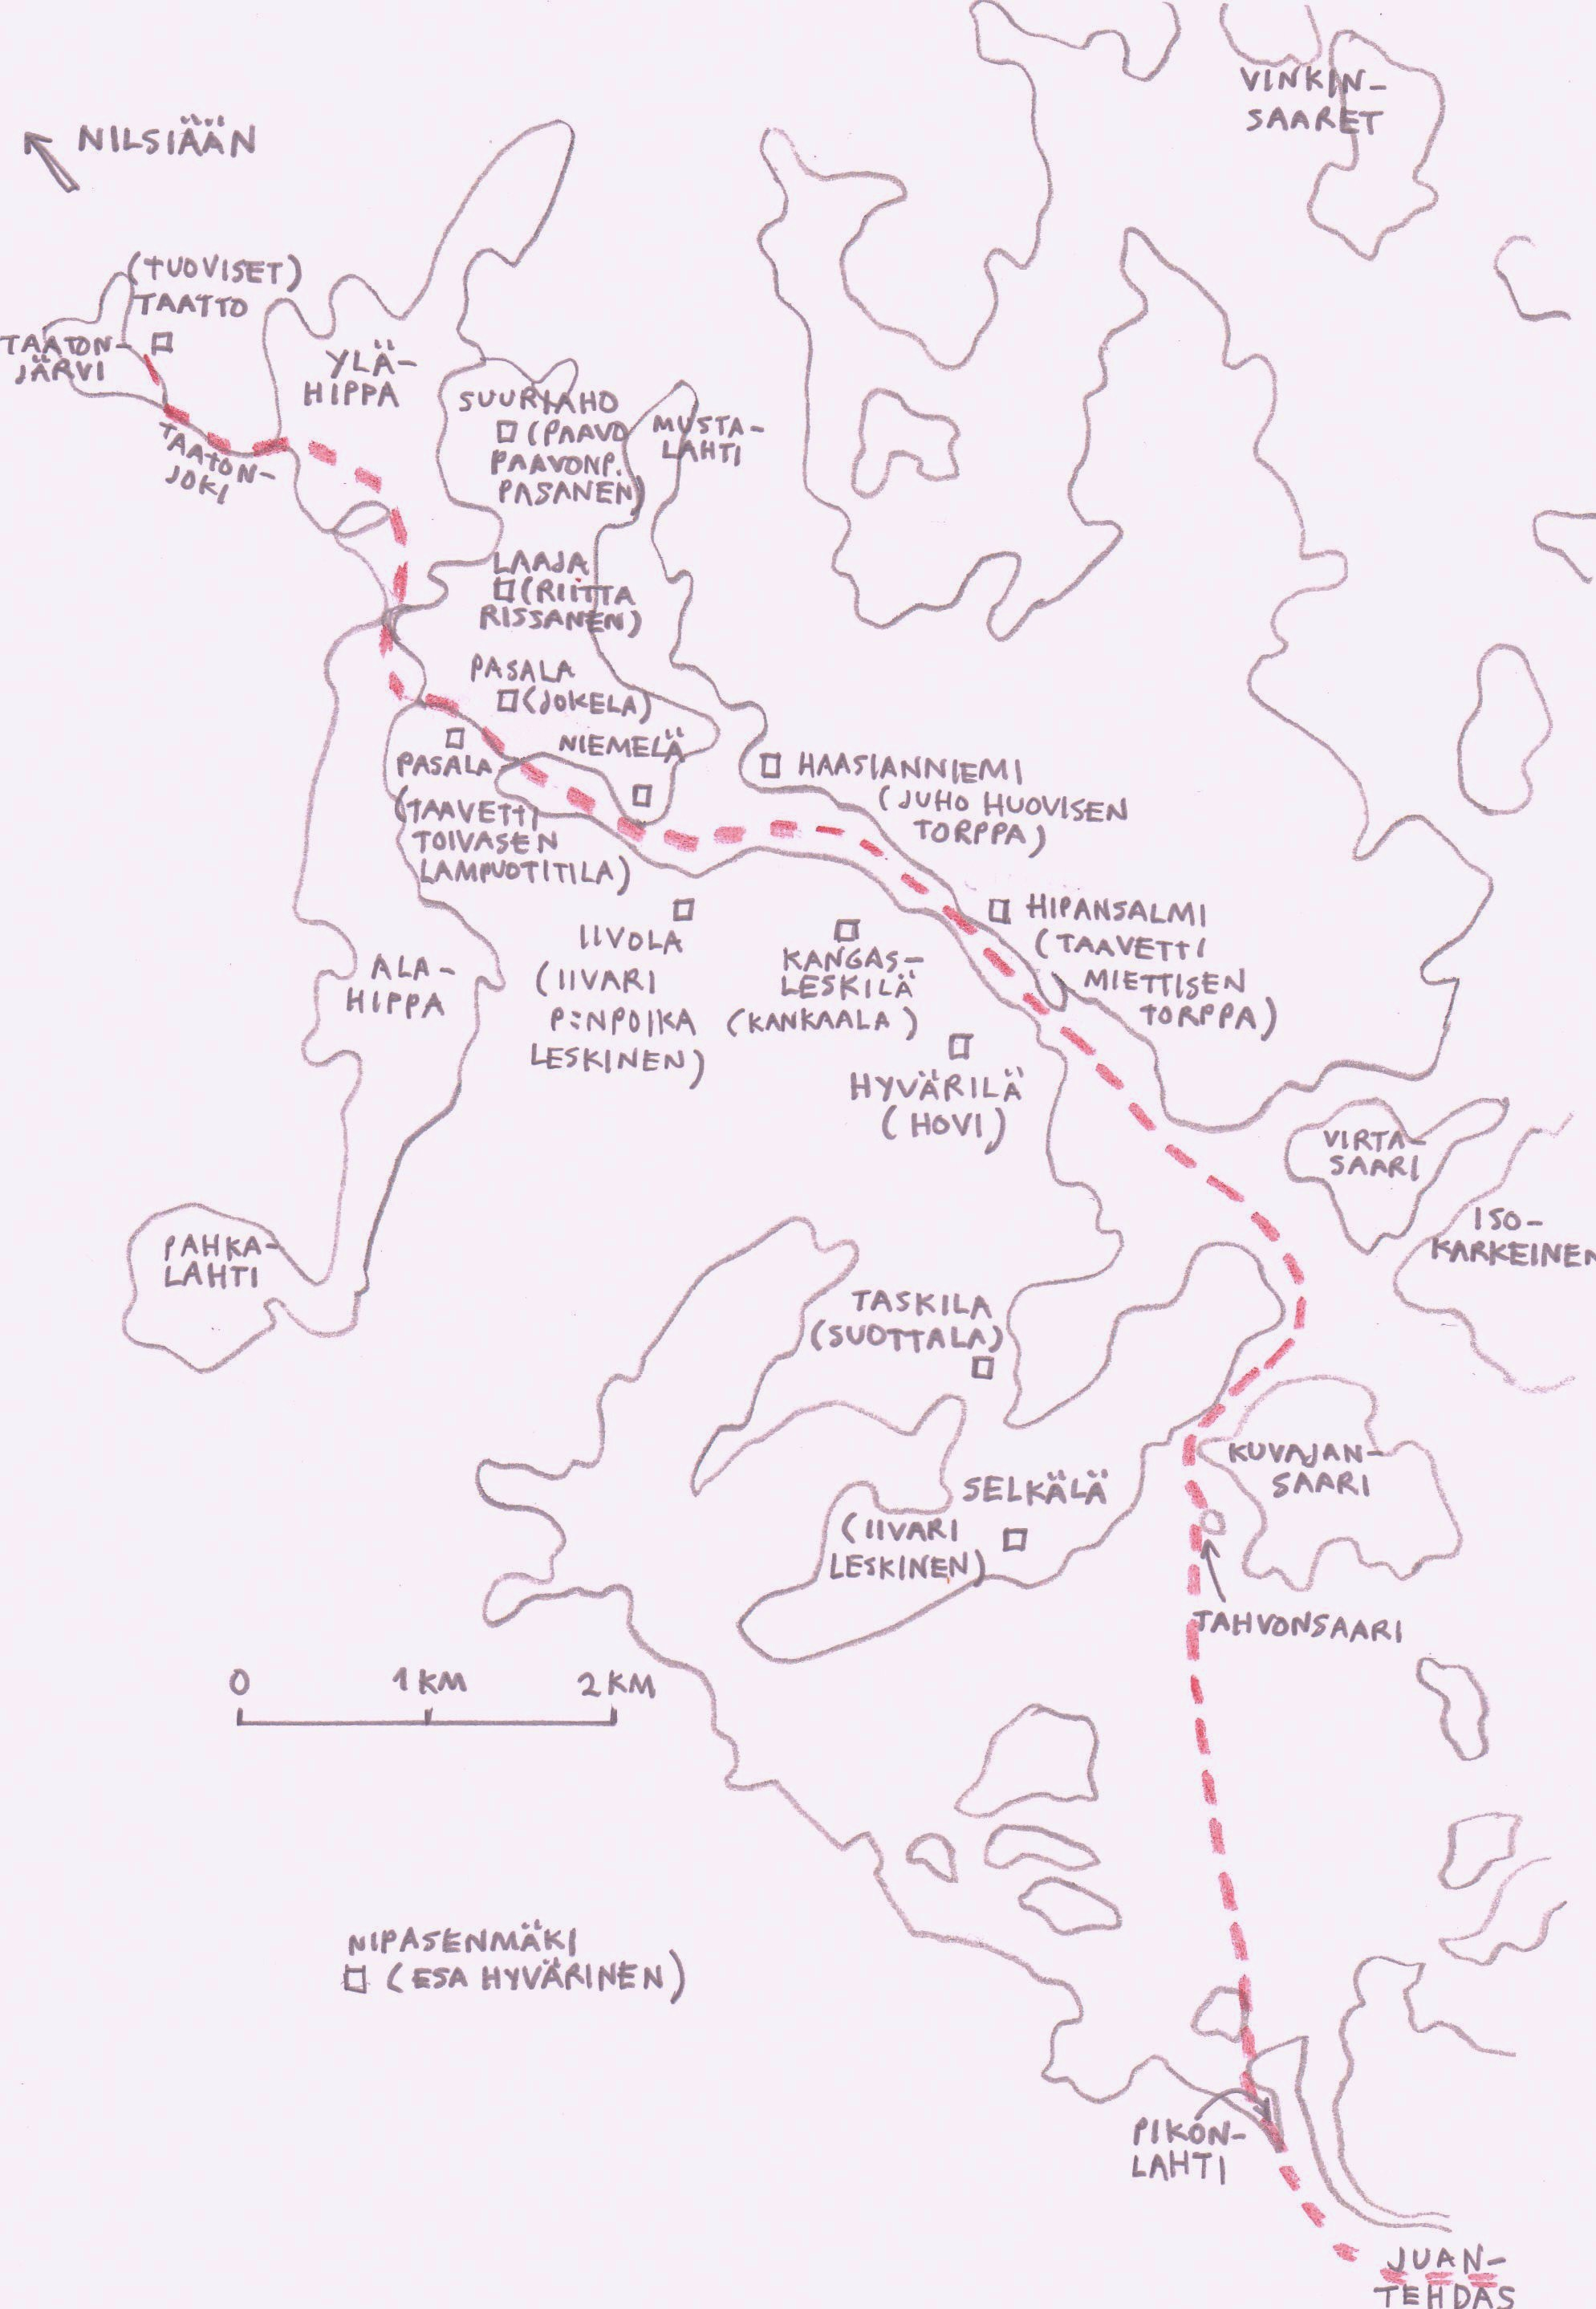 VINKIN-
SAARET
NILSIÄÄN
(TUOVISET)
TAATTO
TAATON-
JÄRVI
YLÄ-
HIPPA
TAATON-
JOKI
SUURIAHO
(PAAVO
PAAVONP.
PASANEN)
MUSTA-
LAHTI
LAAJA
(RIITTA
RISSANEN)
PASALA
(JOKELA)
NIEMELÄ
PASALA
(TAAVETTI
TOIVASEN
LAMPUOTITILA)
HAASIANNIEMI
(JUHO HUOVISEN
TORPPA)
HIPANSALMI
(TAAVETTI
MIETTISEN
TORPPA)
IIVOLA
(IIVARI
P:NPOIKA
LESKINEN)
KANGAS-
LESKILÄ
(KANKAALA)
ALA-
HIPPA
HYVÄRILÄ
(HOVI)
VIRTA-
SAARI
ISO-
KARKEINEN
PAHKA-
LAHTI
TASKILA
(SUOTTALA)
KUVAJAN-
SAARI
SELKÄLÄ
(IIVARI
LESKINEN)
TAHVONSAARI
0 1 KM 2 KM
NIPASENMÄKI
(ESA HYVÄRINEN)
PIKÖN-
LAHTI
JUAN-
TEHDAS